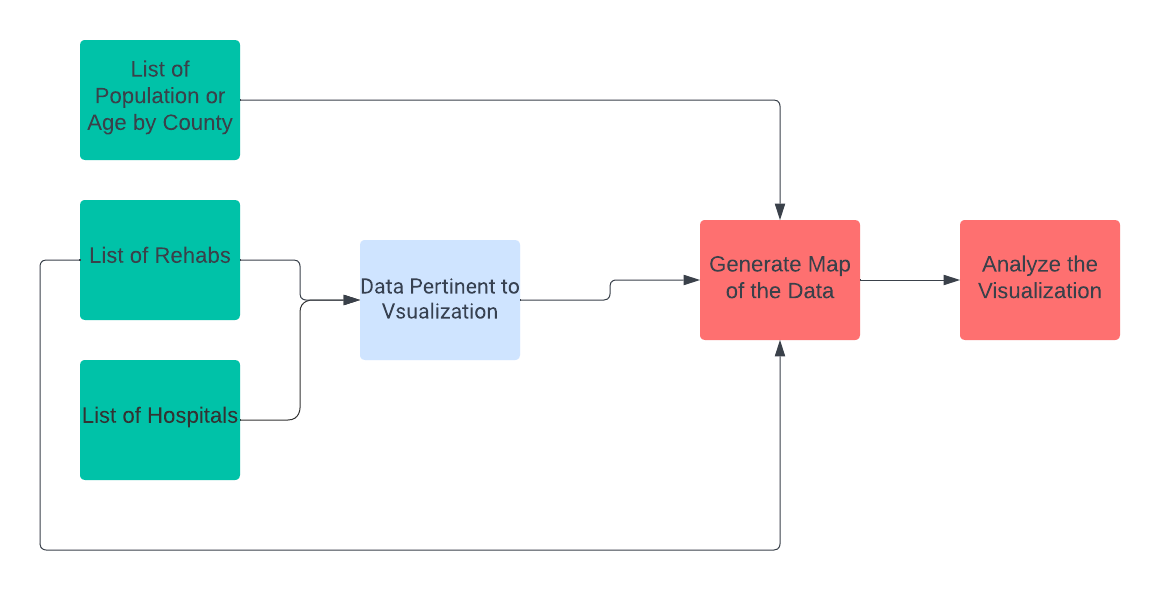 List of
Population or
Age by County
List of Rehabs
List of Hospitals
Data Pertinent to
Vsualization
Generate Map
of the Data
Analyze the
Visualization